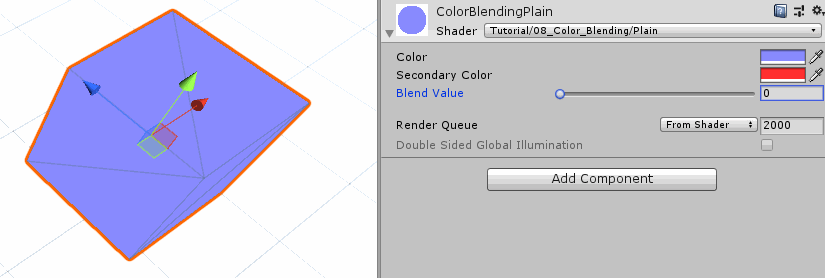 ColorBlendingPlain
Shader Tutorial/08_Color_Blending/Plain
Color
Secondary Color
Blend Value 0
Render Queue From Shader 2000
Double Sided Global Illumination
Add Component